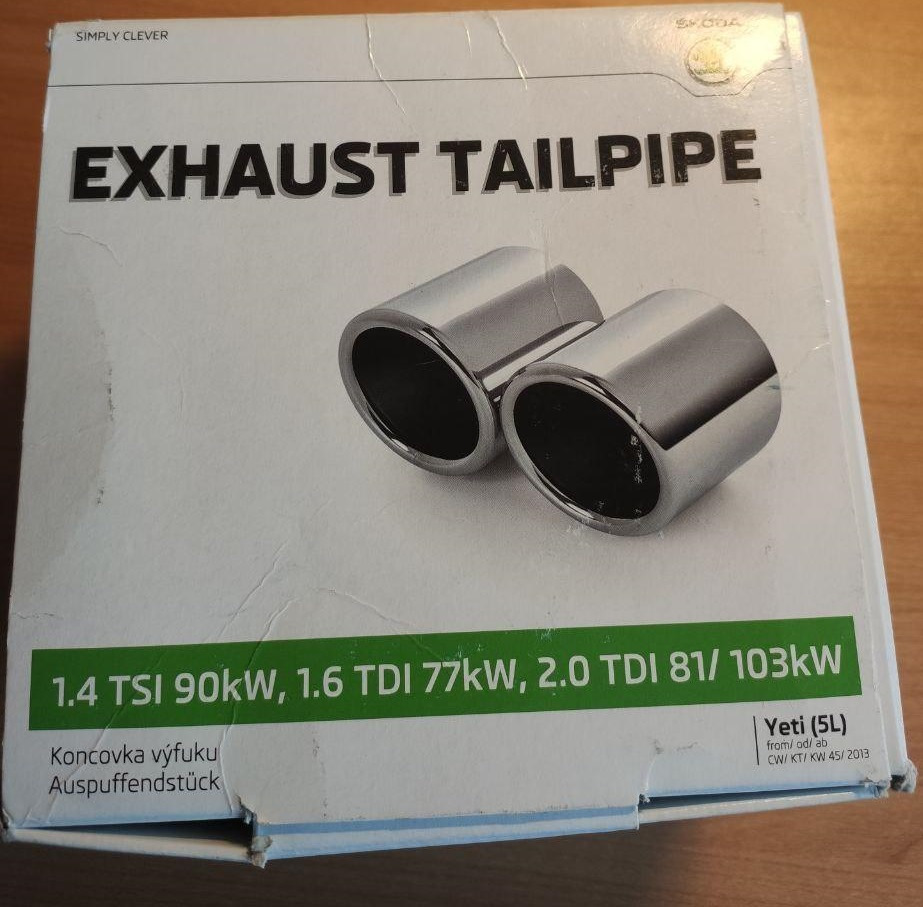 SIMPLY CLEVER
SKODA
EXHAUST TAILPIPE
1.4 TSI 90kW, 1.6 TDI 77kW, 2.0 TDI 81/ 103kW
Koncovka výfuku
Auspuffendstück
Yeti (5L)
from/ od/ ab
CW/ KT/ KW 45/ 2013